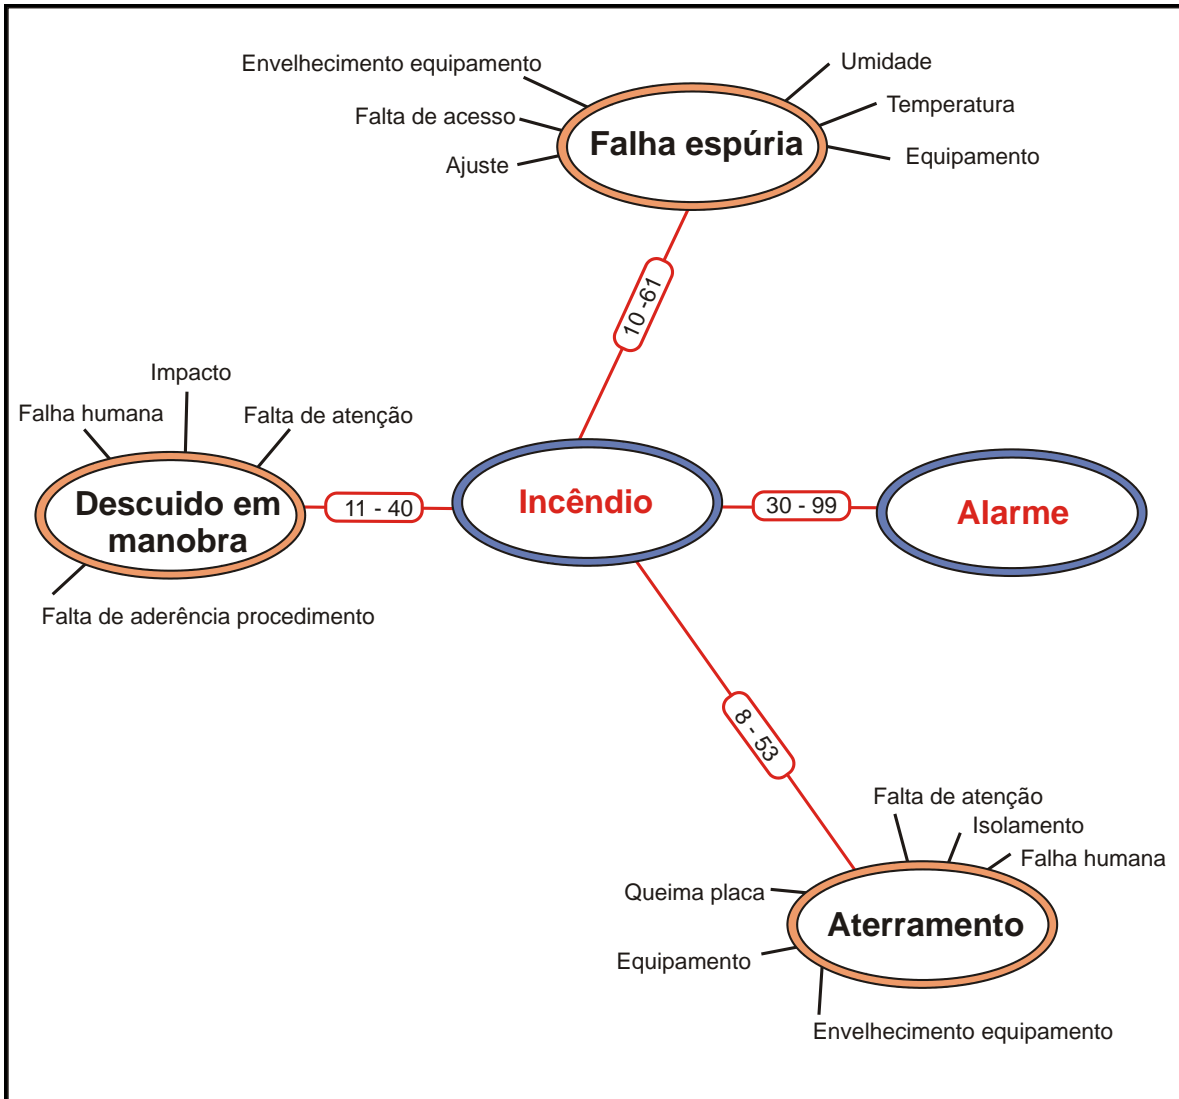 Envelhecimento equipamento
Umidade
Falta de acesso
Temperatura
Ajuste
Falha espúria
Equipamento
10 -61
Impacto
Falha humana
Falta de atenção
Descuido em
manobra
11 - 40
Incêndio
30 - 99
Alarme
Falta de aderência procedimento
8 - 53
Falta de atenção
Isolamento
Falha humana
Queima placa
Aterramento
Equipamento
Envelhecimento equipamento